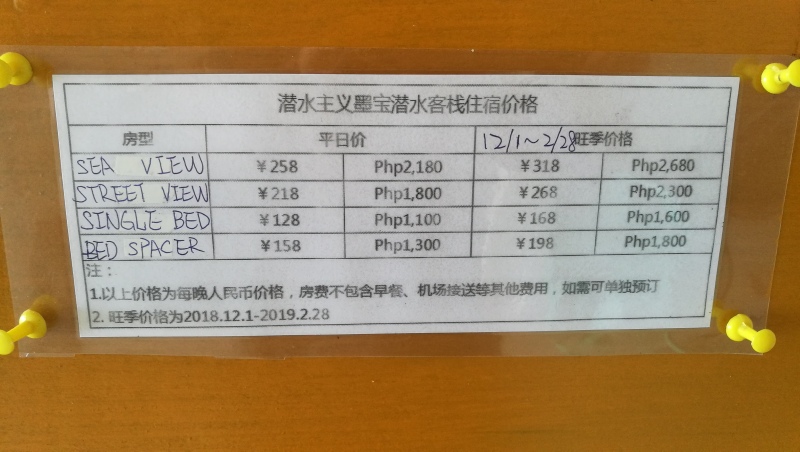 潜水主义墨宝潜水客栈住宿价格
房型 平日价 12/1~2/28旺季价格
SEA VIEW ¥258 Php2,180 ¥318 Php2,680
STREET VIEW ¥218 Php1,800 ¥268 Php2,300
SINGLE BED ¥128 Php1,100 ¥168 Php1,600
BED SPACER ¥158 Php1,300 ¥198 Php1,800
注：
1.以上价格为每晚人民币价格，房费不包含早餐、机场接送等其他费用，如需可单独预订
2. 旺季价格为2018.12.1-2019.2.28